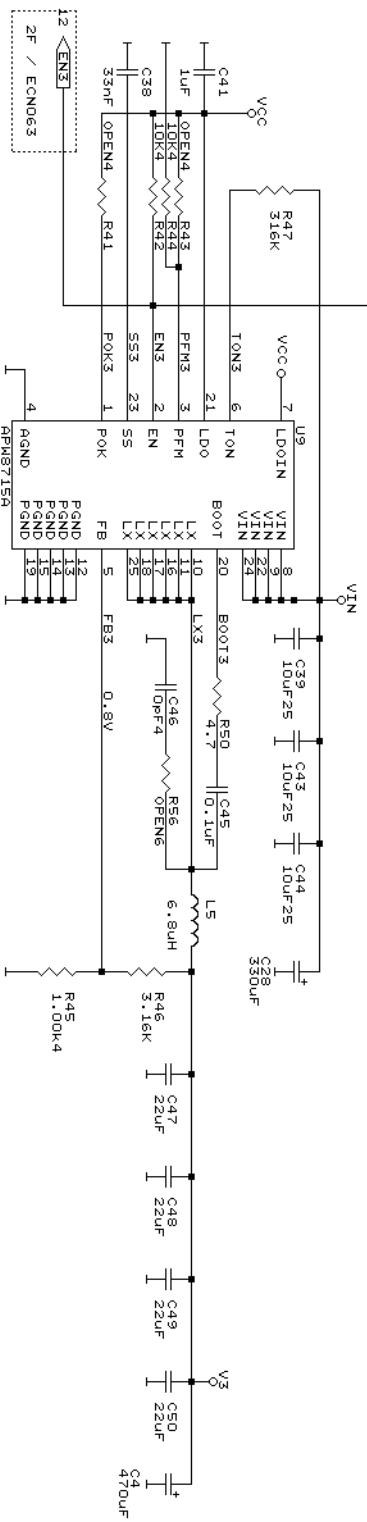 VIN
R47
316K
C39
10uF25
C43
10uF25
C44
10uF25
C28
330uF
VCC
VCC
U9
7
LDOIN
VIN
8
VIN
9
VIN
22
VIN
24
TON3
6
TON
BOOT
20
BOOT3
R50
4.7
C45
0.1uF
C41
1uF
21
LDO
LX
10
LX3
L5
6.8uH
V3
OPEN4
R43
PFM3
3
PFM
LX
11
10K4
R44
LX
16
10K4
R42
EN3
2
EN
LX
17
LX
18
C46
0pF4
R56
OPEN6
C38
33nF
SS3
23
SS
LX
25
R46
3.16K
C47
22uF
C48
22uF
C49
22uF
C50
22uF
C4
470uF
OPEN4
R41
POK3
1
POK
FB
5
FB3
0.8V
PGND
12
PGND
13
PGND
14
PGND
15
PGND
19
4
AGND
APW8715A
R45
1.00k4
12
EN3
2F / ECN063